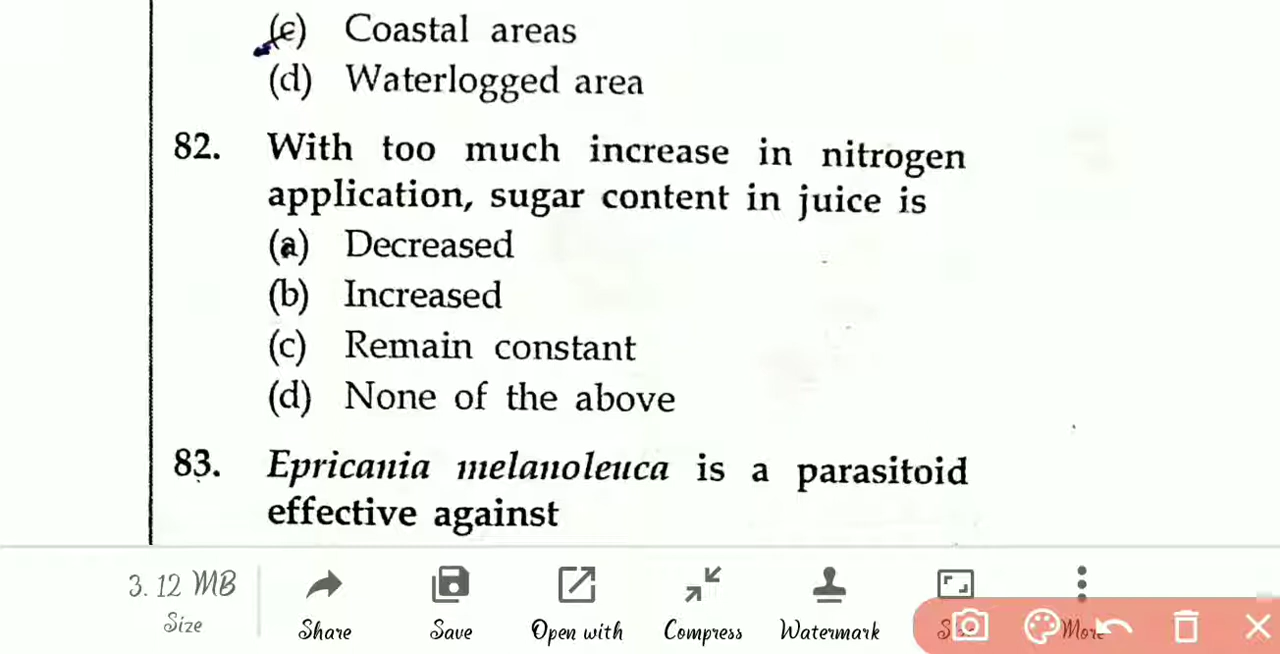 (c) Coastal areas
(d) Waterlogged area
82. With too much increase in nitrogen
application, sugar content in juice is
(a) Decreased
(b) Increased
(c) Remain constant
(d) None of the above
83. Epricania melanoleuca is a parasitoid
effective against
3.12 MB
Size
Share
Save
Open with
Compress
Watermark
More